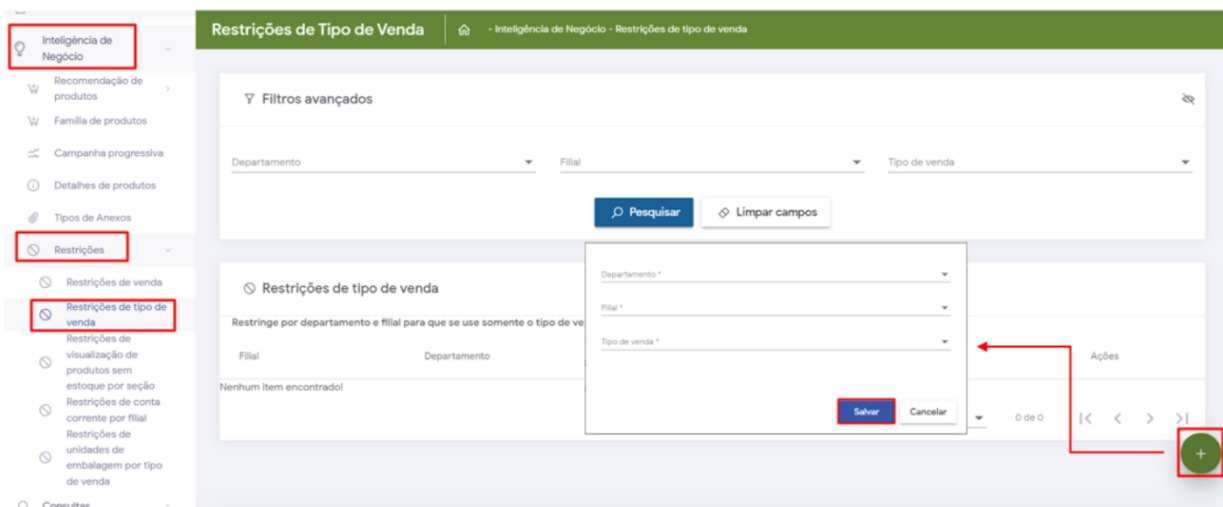 Inteligência de
Negócio
Recomendação de
produtos
Família de produtos
Campanha progressiva
Detalhes de produtos
Tipos de Anexos
Restrições
Restrições de venda
Restrições de tipo de
venda
Restrições de
visualização de
produtos sem
estoque por seção
Restrições de conta
corrente por filial
Restrições de
unidades de
embalagem por tipo
de venda
Consultas
Restrições de Tipo de Venda
- Inteligência de Negócio - Restrições de tipo de venda
Filtros avançados
Departamento Filial Tipo de venda
Pesquisar Limpar campos
Restrições de tipo de venda
Restringe por departamento e filial para que se use somente o tipo de ve
Filial Departamento Ações
Nenhum item encontrado!
0 de 0
Departamento *
Filial *
Tipo de venda *
Salvar Cancelar
+